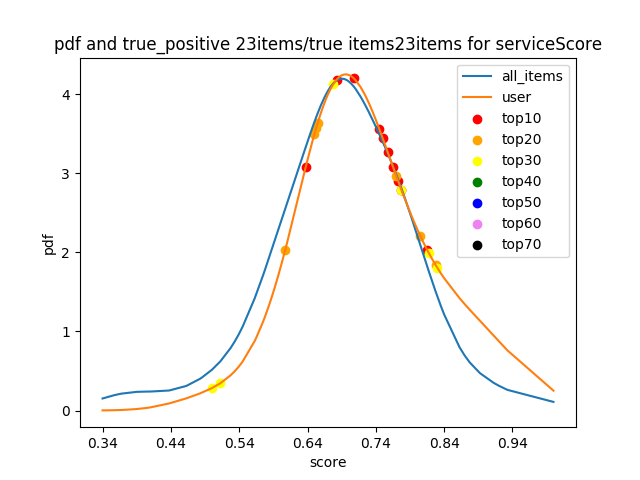 pdf and true_positive 23items/true items23items for serviceScore
all_items
user
top10
top20
top30
top40
top50
top60
top70
pdf
4
3
2
1
0
0.34 0.44 0.54 0.64 0.74 0.84 0.94
score